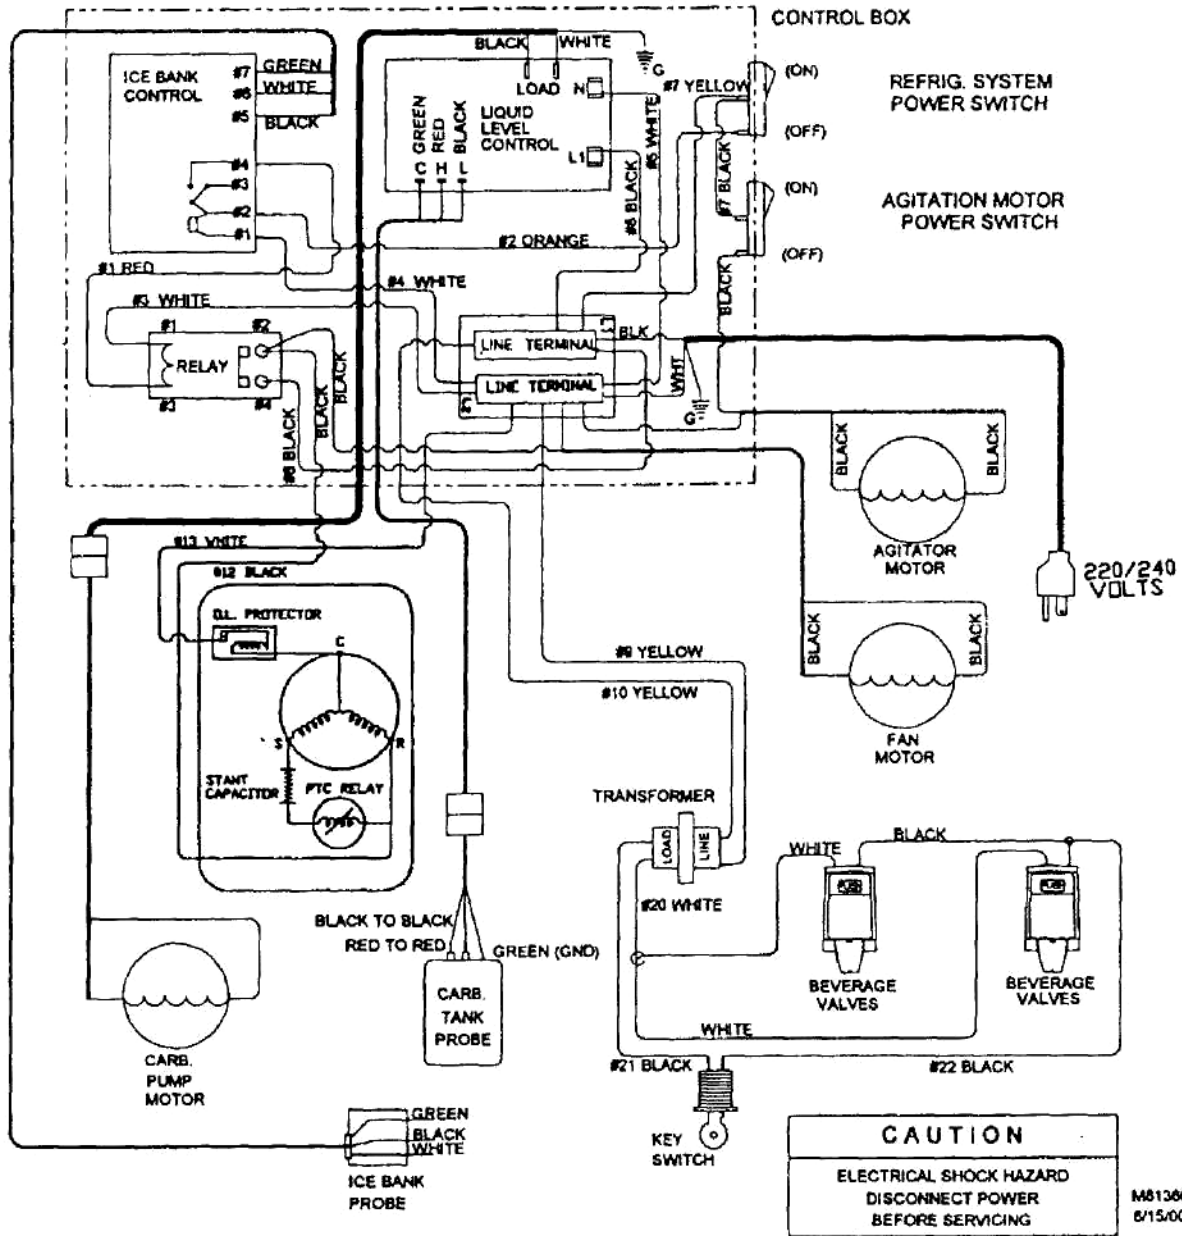 CONTROL BOX
BLACK
WHITE
ICE BANK
CONTROL
#7
GREEN
#6
WHITE
#5
BLACK
#4
#3
#2
#1
LOAD
N
G
#7 YELLOW
(ON)
REFRIG. SYSTEM
POWER SWITCH
(OFF)
GREEN
RED
BLACK
LIQUID
LEVEL
CONTROL
C H L
L1
#5 WHITE
#6 BLACK
#7 BLACK
(ON)
AGITATION MOTOR
POWER SWITCH
(OFF)
#2 ORANGE
#1 RED
#4 WHITE
BLACK
#3 WHITE
#1
#2
RELAY
#3
#4
BLACK
BLACK
#8 BLACK
L1
BLK
LINE TERMINAL
LINE TERMINAL
L2
WHT
G
BLACK
BLACK
AGITATOR
MOTOR
220/240
VOLTS
#13 WHITE
#12 BLACK
O.L. PROTECTOR
C
S
R
START
CAPACITOR
PTC RELAY
#9 YELLOW
#10 YELLOW
BLACK
BLACK
FAN
MOTOR
TRANSFORMER
LOAD
LINE
WHITE
BLACK
#20 WHITE
PUSH
PUSH
BLACK TO BLACK
RED TO RED
GREEN (GND)
CARB.
TANK
PROBE
BEVERAGE
VALVES
BEVERAGE
VALVES
WHITE
#21 BLACK
#22 BLACK
CARB.
PUMP
MOTOR
KEY
SWITCH
GREEN
BLACK
WHITE
ICE BANK
PROBE
CAUTION
ELECTRICAL SHOCK HAZARD
DISCONNECT POWER
BEFORE SERVICING
6/15/00